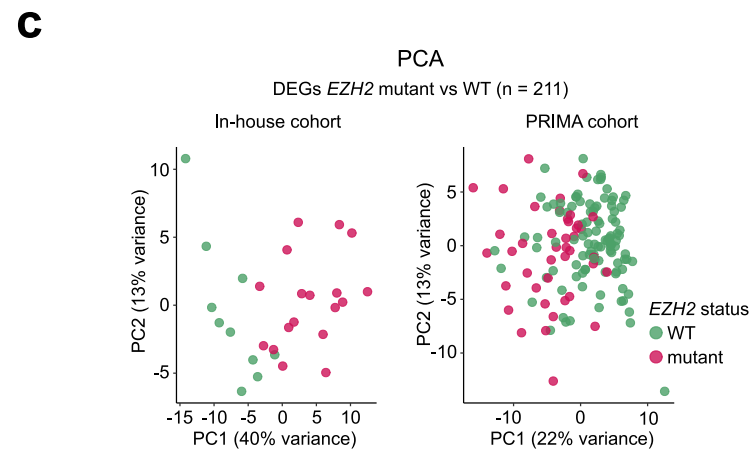 C
PCA
DEGs EZH2 mutant vs WT (n = 211)
In-house cohort
PC2 (13% variance)
10
5
0
-5
-15 -10 -5 0 5 10
PC1 (40% variance)
PRIMA cohort
PC2 (13% variance)
5
0
-5
-10
-10 0 10
PC1 (22% variance)
EZH2 status
WT
mutant